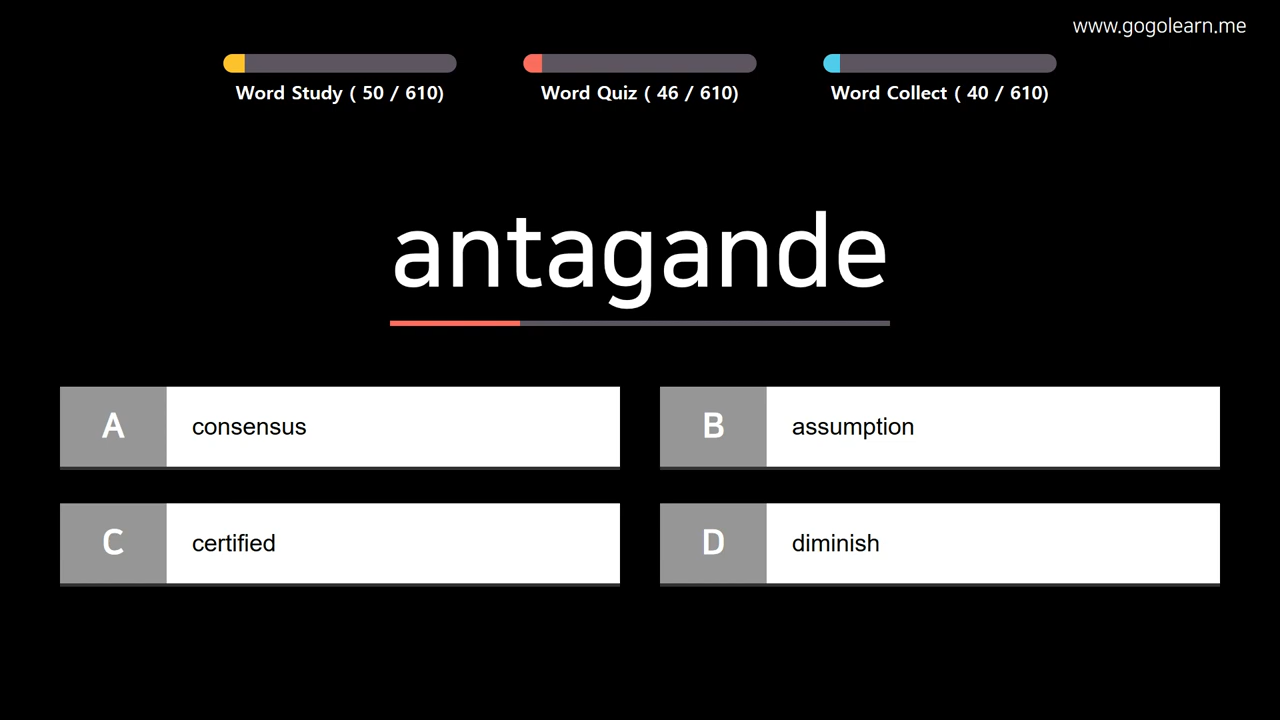 www.gogolearn.me
Word Study ( 50 / 610)
Word Quiz ( 46 / 610)
Word Collect ( 40 / 610)
antagande
A consensus
B assumption
C certified
D diminish